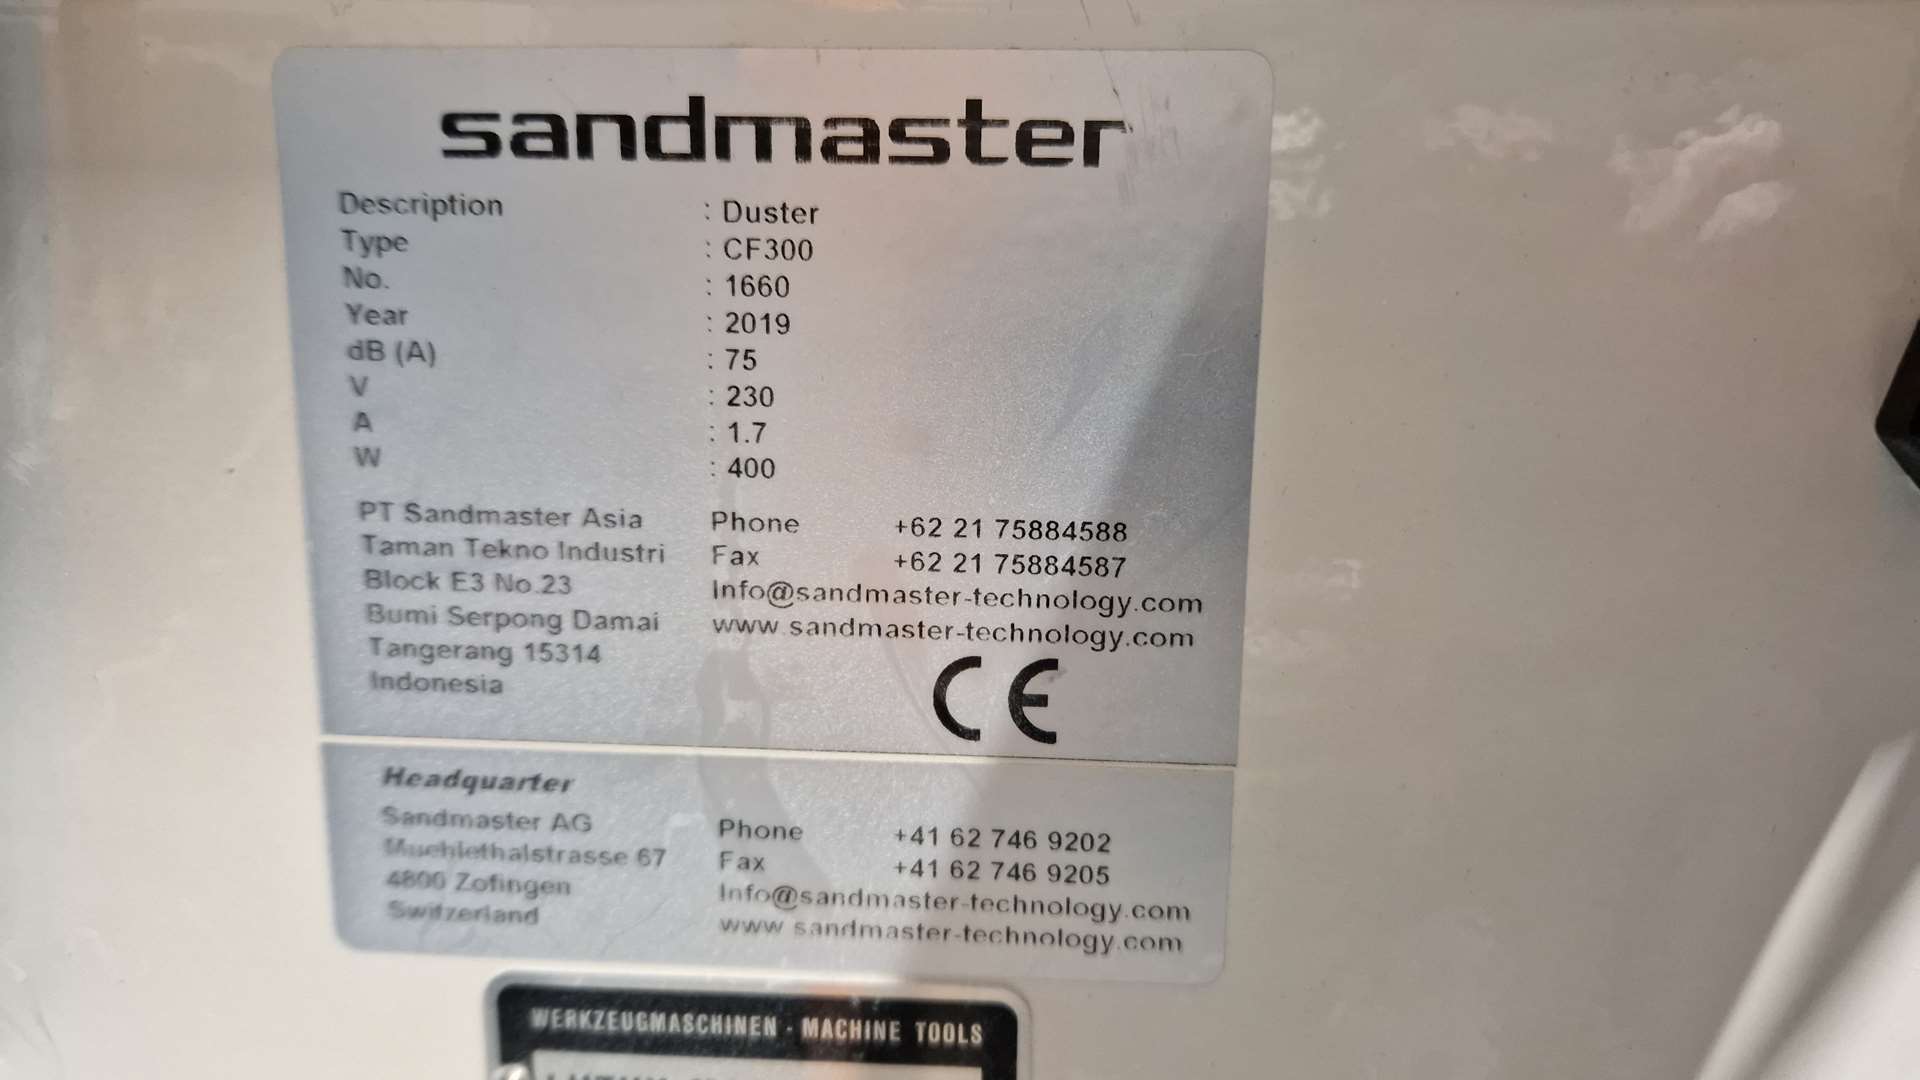 sandmaster
Description : Duster
Type : CF300
No. : 1660
Year : 2019
dB (A) : 75
V : 230
A : 1.7
W : 400
PT Sandmaster Asia
Taman Tekno Industri
Block E3 No.23
Bumi Serpong Damai
Tangerang 15314
Indonesia
Phone +62 21 75884588
Fax +62 21 75884587
Info@sandmaster-technology.com
www.sandmaster-technology.com
CE
Headquarter
Sandmaster AG
Muehlethalstrasse 67
4800 Zofingen
Switzerland
Phone +41 62 746 9202
Fax +41 62 746 9205
Info@sandmaster-technology.com
www.sandmaster-technology.com
WERKZEUGMASCHINEN - MACHINE TOOLS